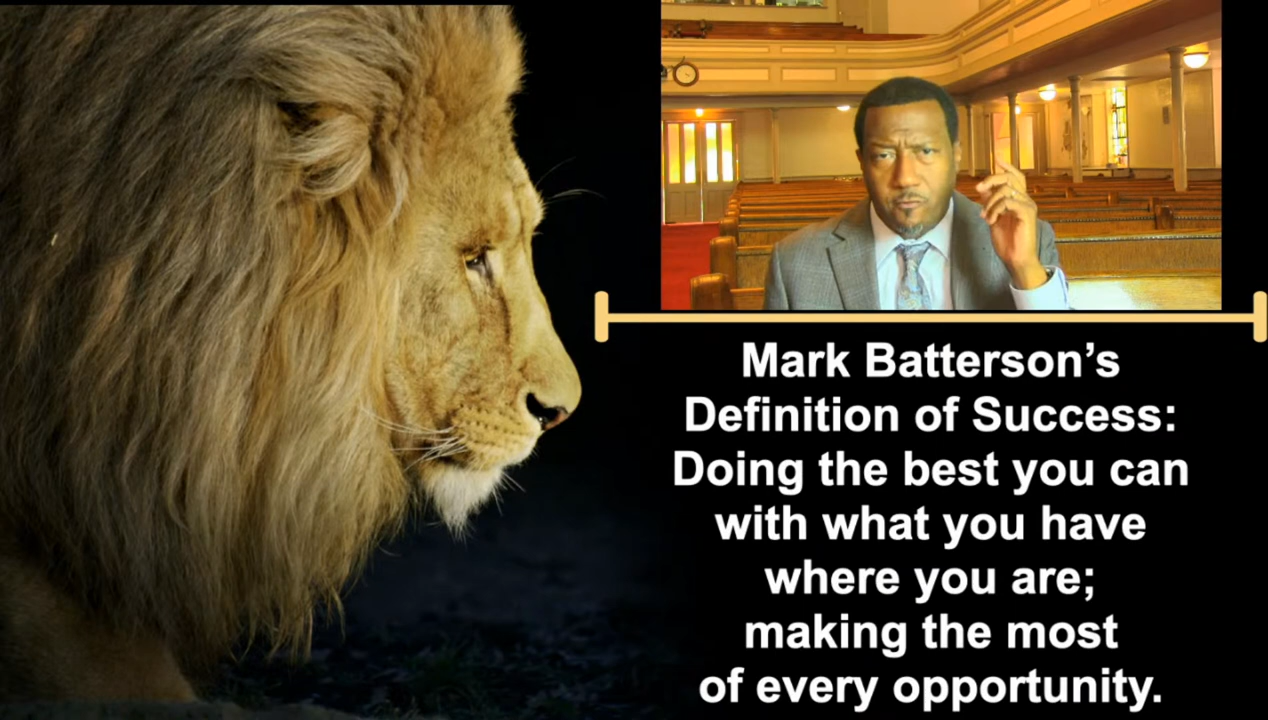 Mark Batterson’s
Definition of Success:
Doing the best you can
with what you have
where you are;
making the most
of every opportunity.